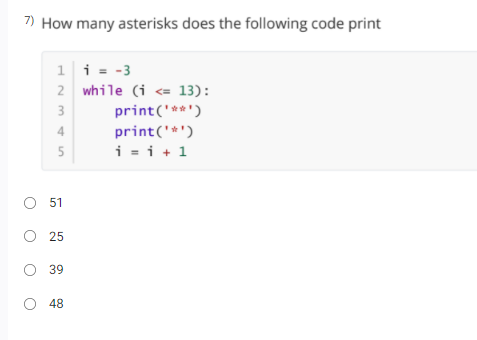 7) How many asterisks does the following code print
1 i = -3
2 while (i <= 13):
3 print('**')
4 print('*')
5 i = i + 1
51
25
39
48